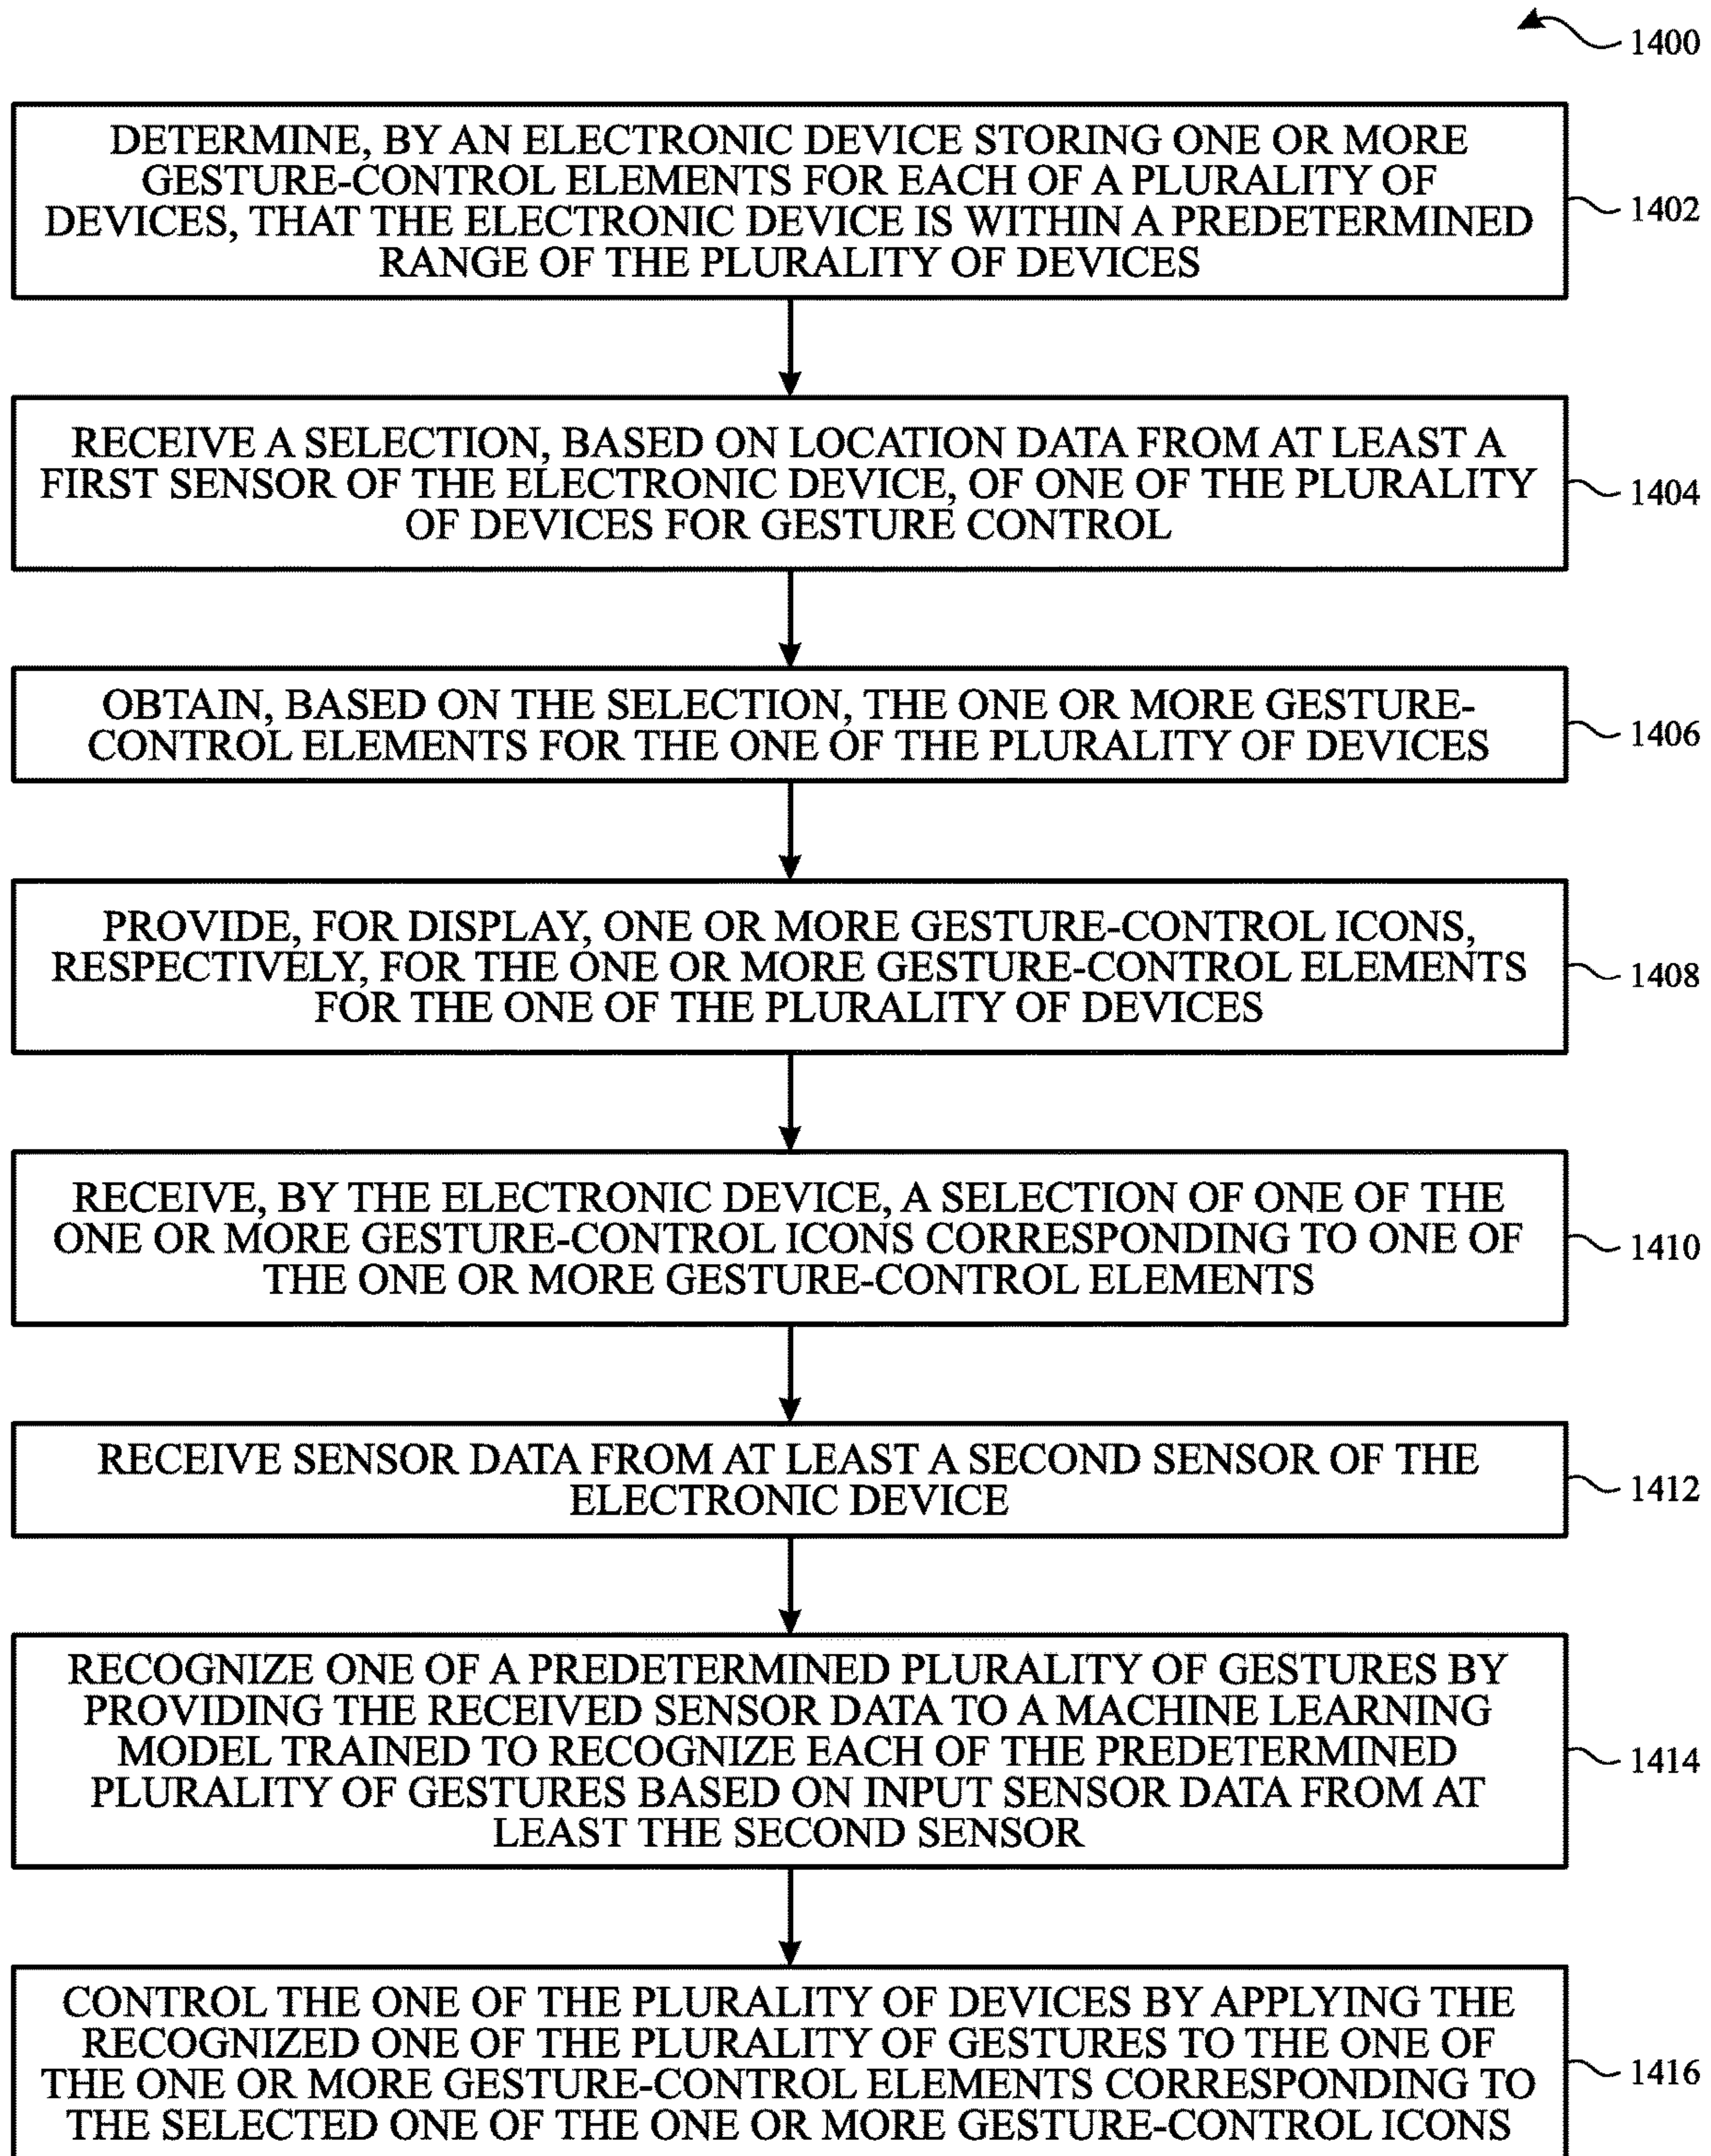 1400
DETERMINE, BY AN ELECTRONIC DEVICE STORING ONE OR MORE
GESTURE-CONTROL ELEMENTS FOR EACH OF A PLURALITY OF
DEVICES, THAT THE ELECTRONIC DEVICE IS WITHIN A PREDETERMINED
RANGE OF THE PLURALITY OF DEVICES
1402
RECEIVE A SELECTION, BASED ON LOCATION DATA FROM AT LEAST A
FIRST SENSOR OF THE ELECTRONIC DEVICE, OF ONE OF THE PLURALITY
OF DEVICES FOR GESTURE CONTROL
1404
OBTAIN, BASED ON THE SELECTION, THE ONE OR MORE GESTURE-
CONTROL ELEMENTS FOR THE ONE OF THE PLURALITY OF DEVICES
1406
PROVIDE, FOR DISPLAY, ONE OR MORE GESTURE-CONTROL ICONS,
RESPECTIVELY, FOR THE ONE OR MORE GESTURE-CONTROL ELEMENTS
FOR THE ONE OF THE PLURALITY OF DEVICES
1408
RECEIVE, BY THE ELECTRONIC DEVICE, A SELECTION OF ONE OF THE
ONE OR MORE GESTURE-CONTROL ICONS CORRESPONDING TO ONE OF
THE ONE OR MORE GESTURE-CONTROL ELEMENTS
1410
RECEIVE SENSOR DATA FROM AT LEAST A SECOND SENSOR OF THE
ELECTRONIC DEVICE
1412
RECOGNIZE ONE OF A PREDETERMINED PLURALITY OF GESTURES BY
PROVIDING THE RECEIVED SENSOR DATA TO A MACHINE LEARNING
MODEL TRAINED TO RECOGNIZE EACH OF THE PREDETERMINED
PLURALITY OF GESTURES BASED ON INPUT SENSOR DATA FROM AT
LEAST THE SECOND SENSOR
1414
CONTROL THE ONE OF THE PLURALITY OF DEVICES BY APPLYING THE
RECOGNIZED ONE OF THE PLURALITY OF GESTURES TO THE ONE OF
THE ONE OR MORE GESTURE-CONTROL ELEMENTS CORRESPONDING TO
THE SELECTED ONE OF THE ONE OR MORE GESTURE-CONTROL ICONS
1416